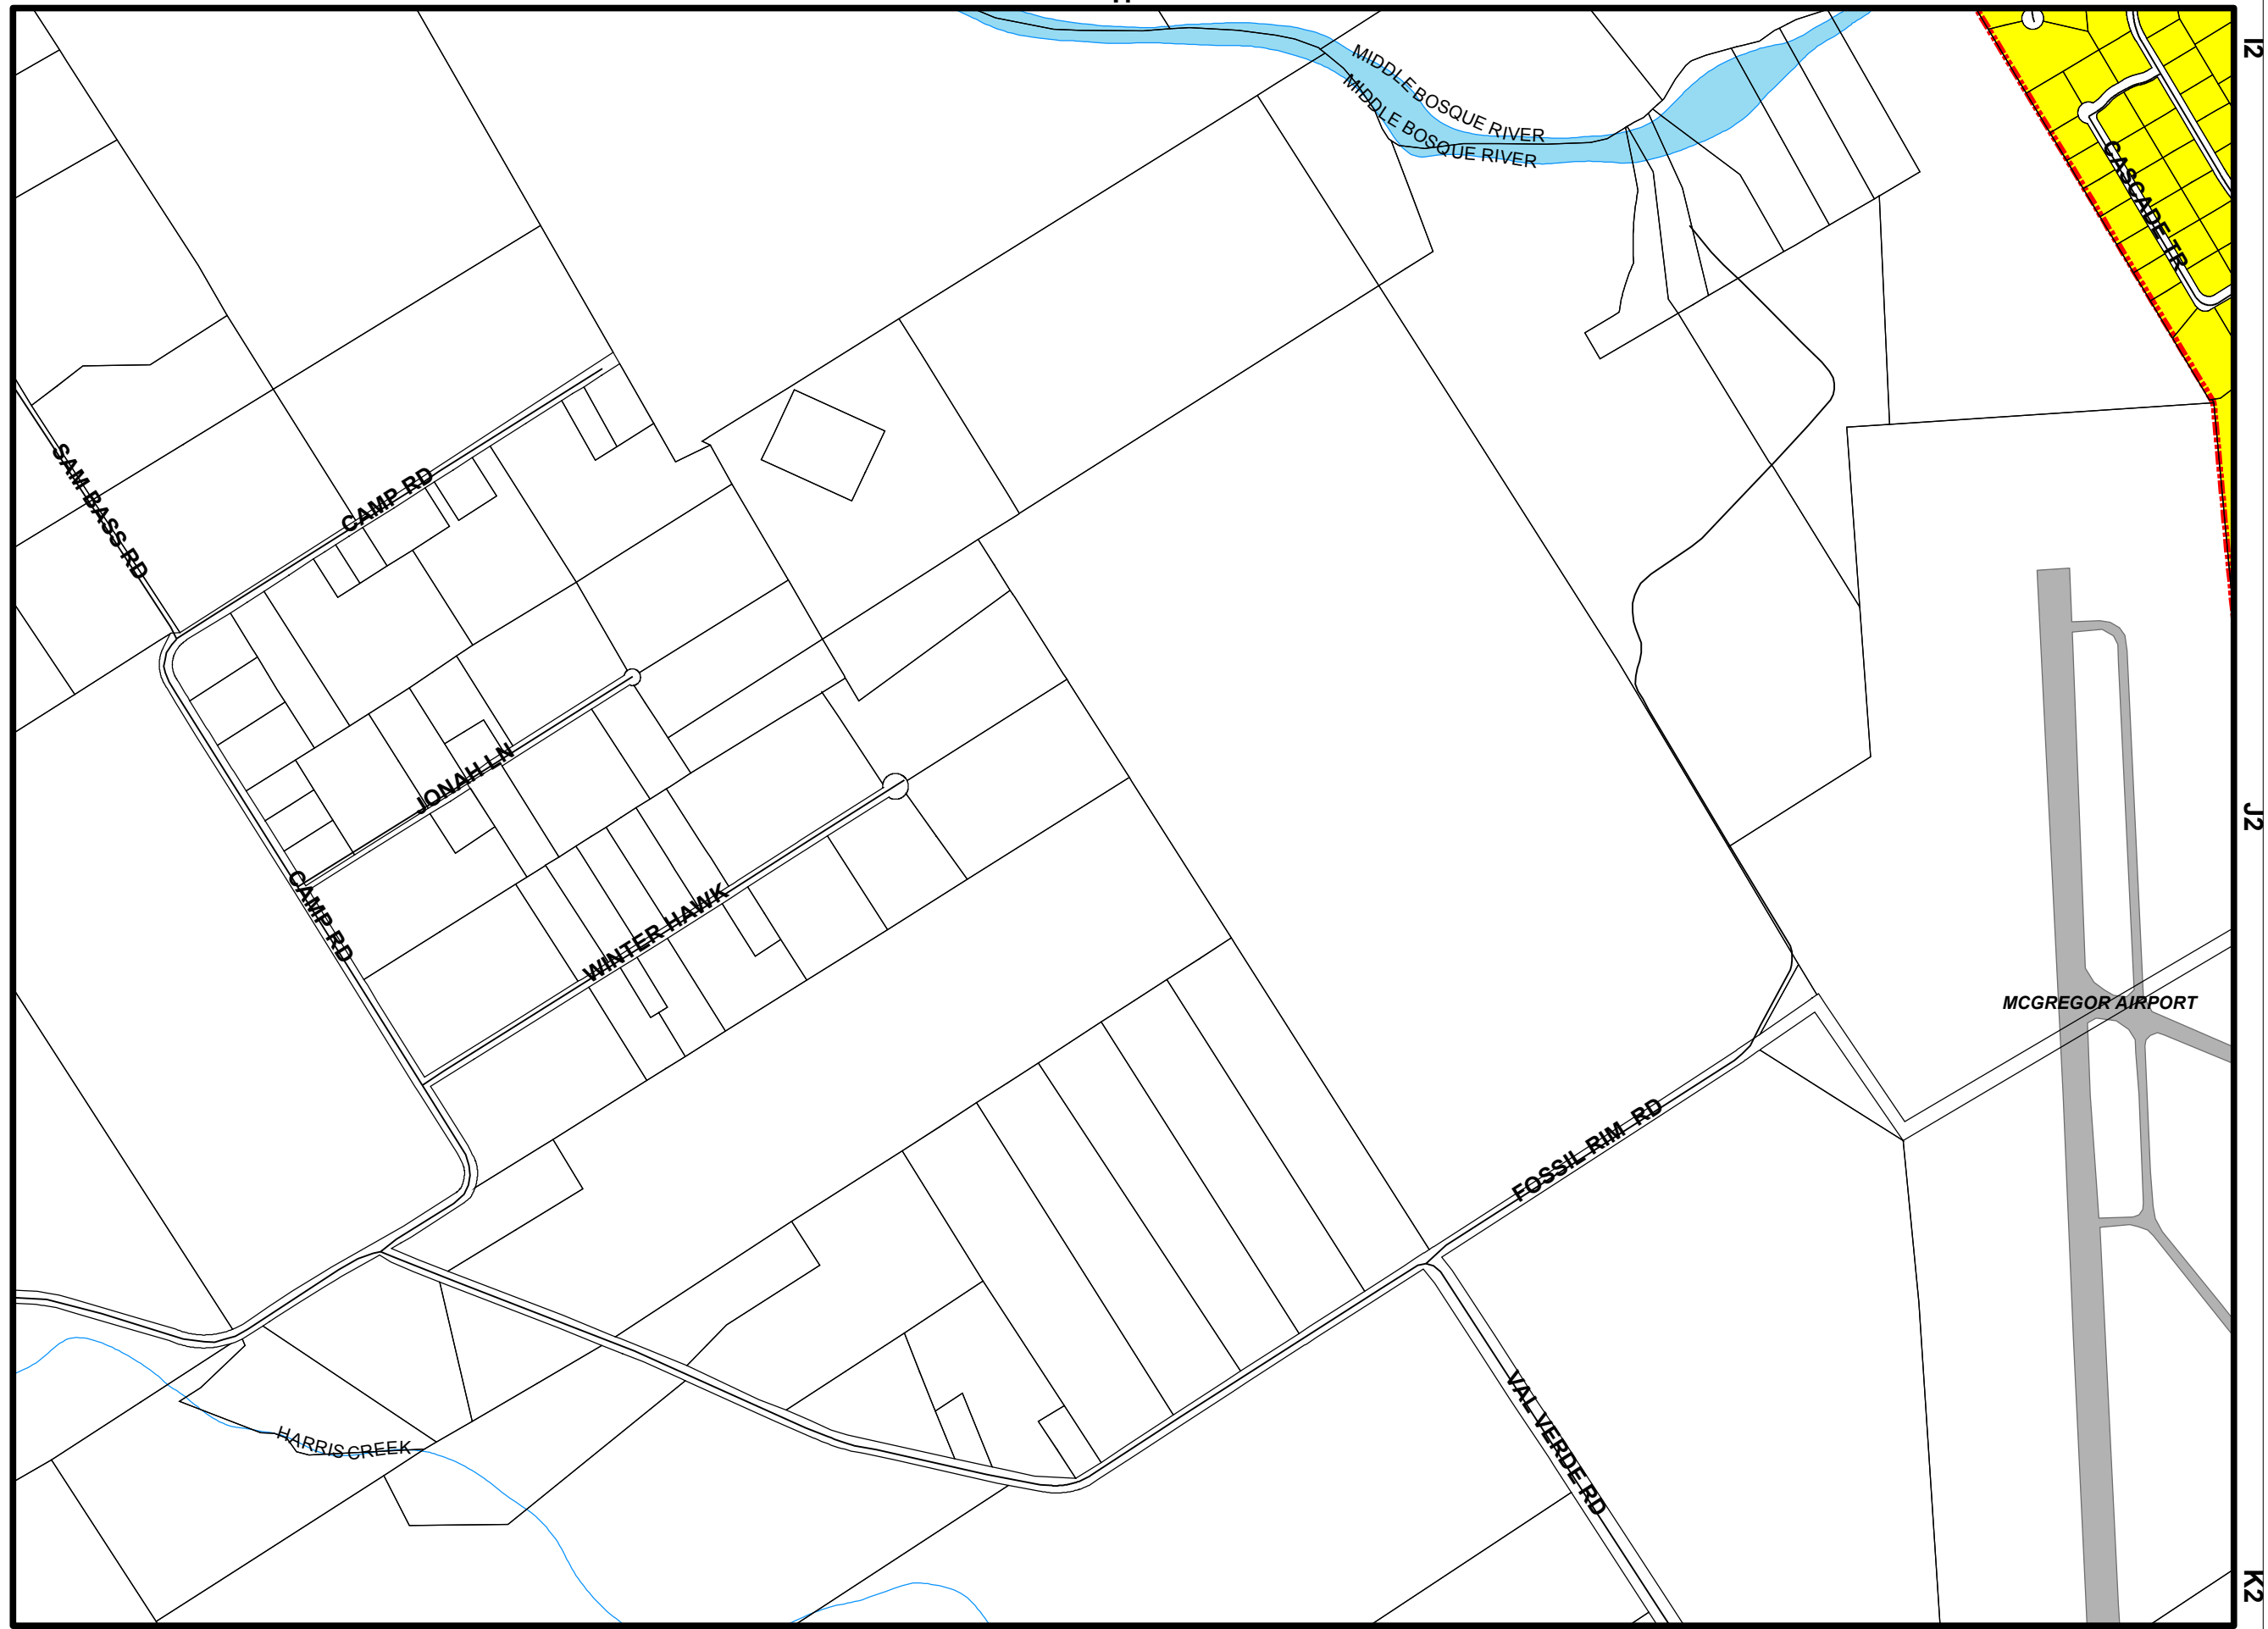 I2
MIDDLE BOSQUE RIVER
MIDDLE BOSQUE RIVER
CASCADE TR
SAM BASS RD
CAMP RD
JONAH LN
J2
CAMP RD
WINTER HAWK
MCGREGOR AIRPORT
FOSSIL RIM RD
HARRIS CREEK
VAL VERDE RD
K2